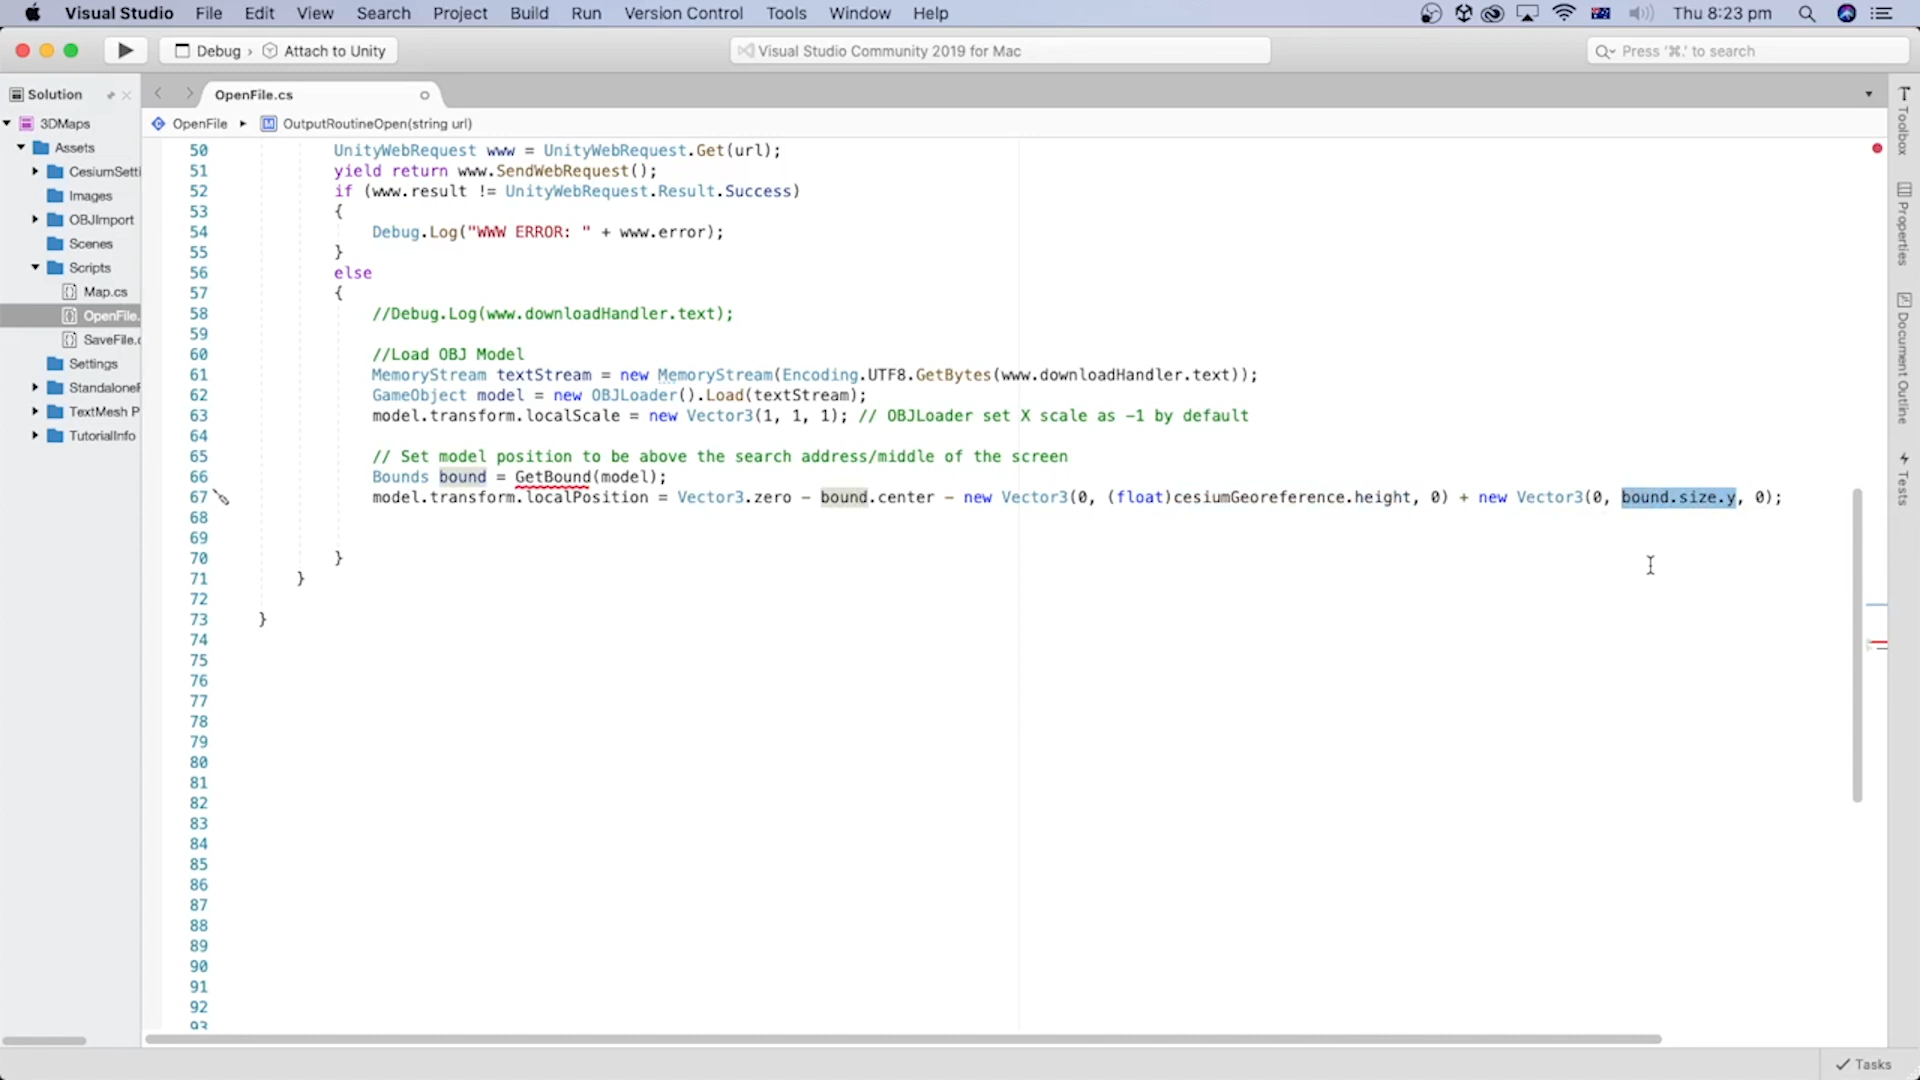 Visual Studio File Edit View Search Project Build Run Version Control Tools Window Help Thu 8:23 pm
Debug › Attach to Unity Visual Studio Community 2019 for Mac Press '⌘.' to search
Solution
OpenFile.cs
OpenFile ▸ OutputRoutineOpen(string url)
3DMaps
Assets
CesiumSetti
Images
OBJImport
Scenes
Scripts
Map.cs
OpenFile.
SaveFile.c
Settings
StandaloneF
TextMesh P
TutorialInfo
50 UnityWebRequest www = UnityWebRequest.Get(url);
51 yield return www.SendWebRequest();
52 if (www.result != UnityWebRequest.Result.Success)
53 {
54 Debug.Log("WWW ERROR: " + www.error);
55 }
56 else
57 {
58 //Debug.Log(www.downloadHandler.text);
59
60 //Load OBJ Model
61 MemoryStream textStream = new MemoryStream(Encoding.UTF8.GetBytes(www.downloadHandler.text));
62 GameObject model = new OBJLoader().Load(textStream);
63 model.transform.localScale = new Vector3(1, 1, 1); // OBJLoader set X scale as -1 by default
64
65 // Set model position to be above the search address/middle of the screen
66 Bounds bound = GetBound(model);
67 model.transform.localPosition = Vector3.zero - bound.center - new Vector3(0, (float)cesiumGeoreference.height, 0) + new Vector3(0, bound.size.y, 0);
68
69
70 }
71 }
72
73 }
74
75
76
77
78
79
80
81
82
83
84
85
86
87
88
89
90
91
92
93
Toolbox
Properties
Document Outline
Tests
Tasks